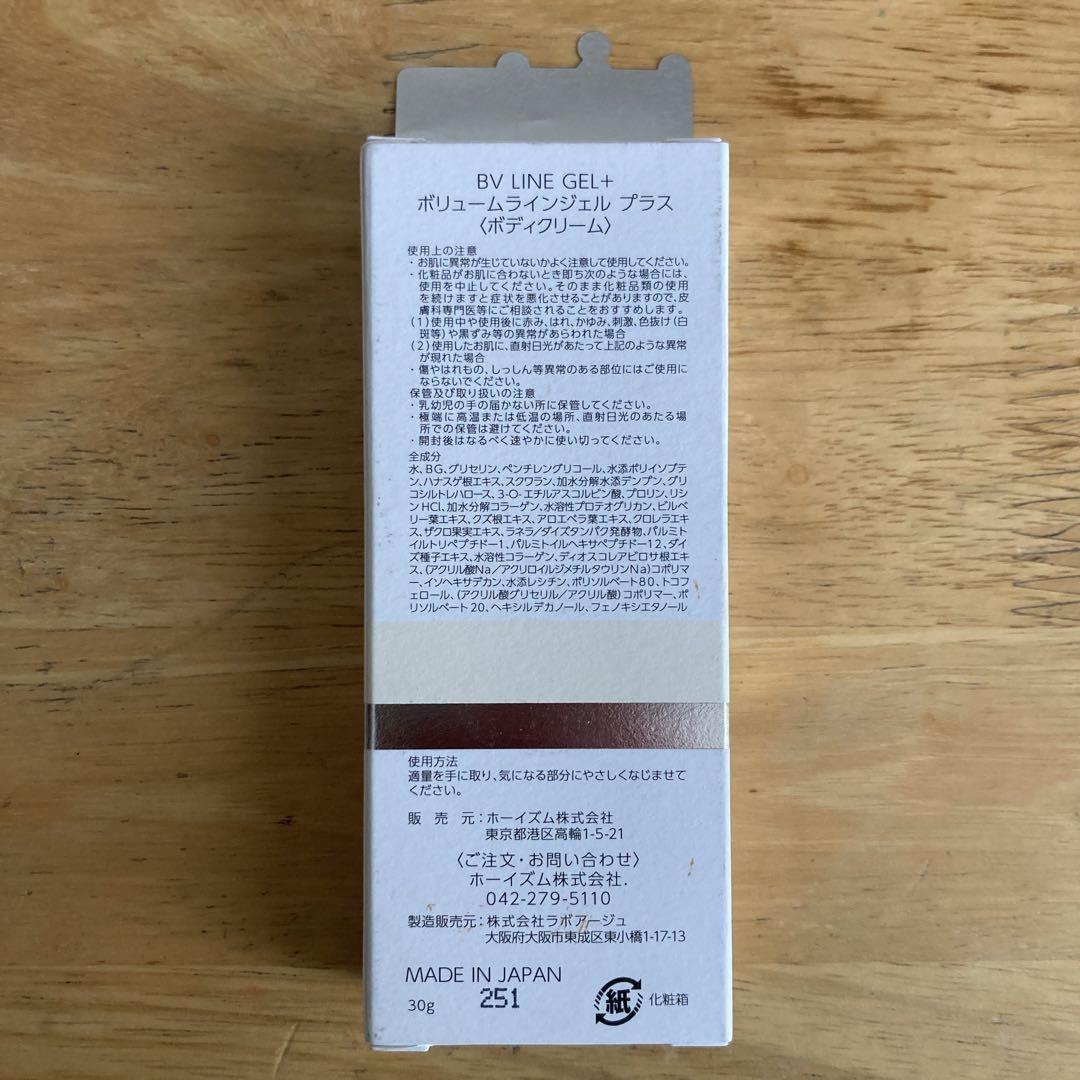 BV LINE GEL+
ボリュームラインジェル プラス
〈ボディクリーム〉
使用上の注意
・お肌に異常が生じていないかよく注意して使用してください。
・化粧品がお肌に合わないとき即ち次のような場合には、
使用を中止してください。そのまま化粧品類の使用
を続けますと症状を悪化させることがありますので、皮
膚科専門医等にご相談されることをおすすめします。
(1)使用中や使用後に赤み、はれ、かゆみ、刺激、色抜け(白
斑等)や黒ずみ等の異常があらわれた場合
(2)使用したお肌に、直射日光があたって上記のような異常
が現れた場合
・傷やはれもの、しっしん等異常のある部位にはご使用に
ならないでください。
保管及び取り扱いの注意
・乳幼児の手の届かない所に保管してください。
・極端に高温または低温の場所、直射日光のあたる場
所での保管は避けてください。
・開封後はなるべく速やかに使い切ってください。
全成分
水、BG、グリセリン、ペンチレングリコール、水添ポリイソブテ
ン、ハナスゲ根エキス、スクワラン、加水分解水添デンプン、グリ
コシルトレハロース、3-O-エチルアスコルビン酸、プロリン、リシ
ンHCl、加水分解コラーゲン、水溶性プロテオグリカン、ビルベ
リー葉エキス、クズ根エキス、アロエベラ葉エキス、クロレラエキ
ス、ザクロ果実エキス、ラネラ/ダイズタンパク発酵物、パルミト
イルトリペプチドー1、パルミトイルヘキサペプチドー12、ダイ
ズ種子エキス、水溶性コラーゲン、ディオスコレアビロサ根エキ
ス、(アクリル酸Na/アクリロイルジメチルタウリンNa)コポリマ
ー、イソヘキサデカン、水添レシチン、ポリソルベート80、トコフ
ェロール、(アクリル酸グリセリル/アクリル酸)コポリマー、ポ
リソルベート20、ヘキシルデカノール、フェノキシエタノール
使用方法
適量を手に取り、気になる部分にやさしくなじませて
ください。
販 売 元:ホーイズム株式会社
東京都港区高輪1-5-21
〈ご注文・お問い合わせ〉
ホーイズム株式会社.
042-279-5110
製造販売元:株式会社ラボアージュ
大阪府大阪市東成区東小橋1-17-13
MADE IN JAPAN
30g 251
紙 化粧箱